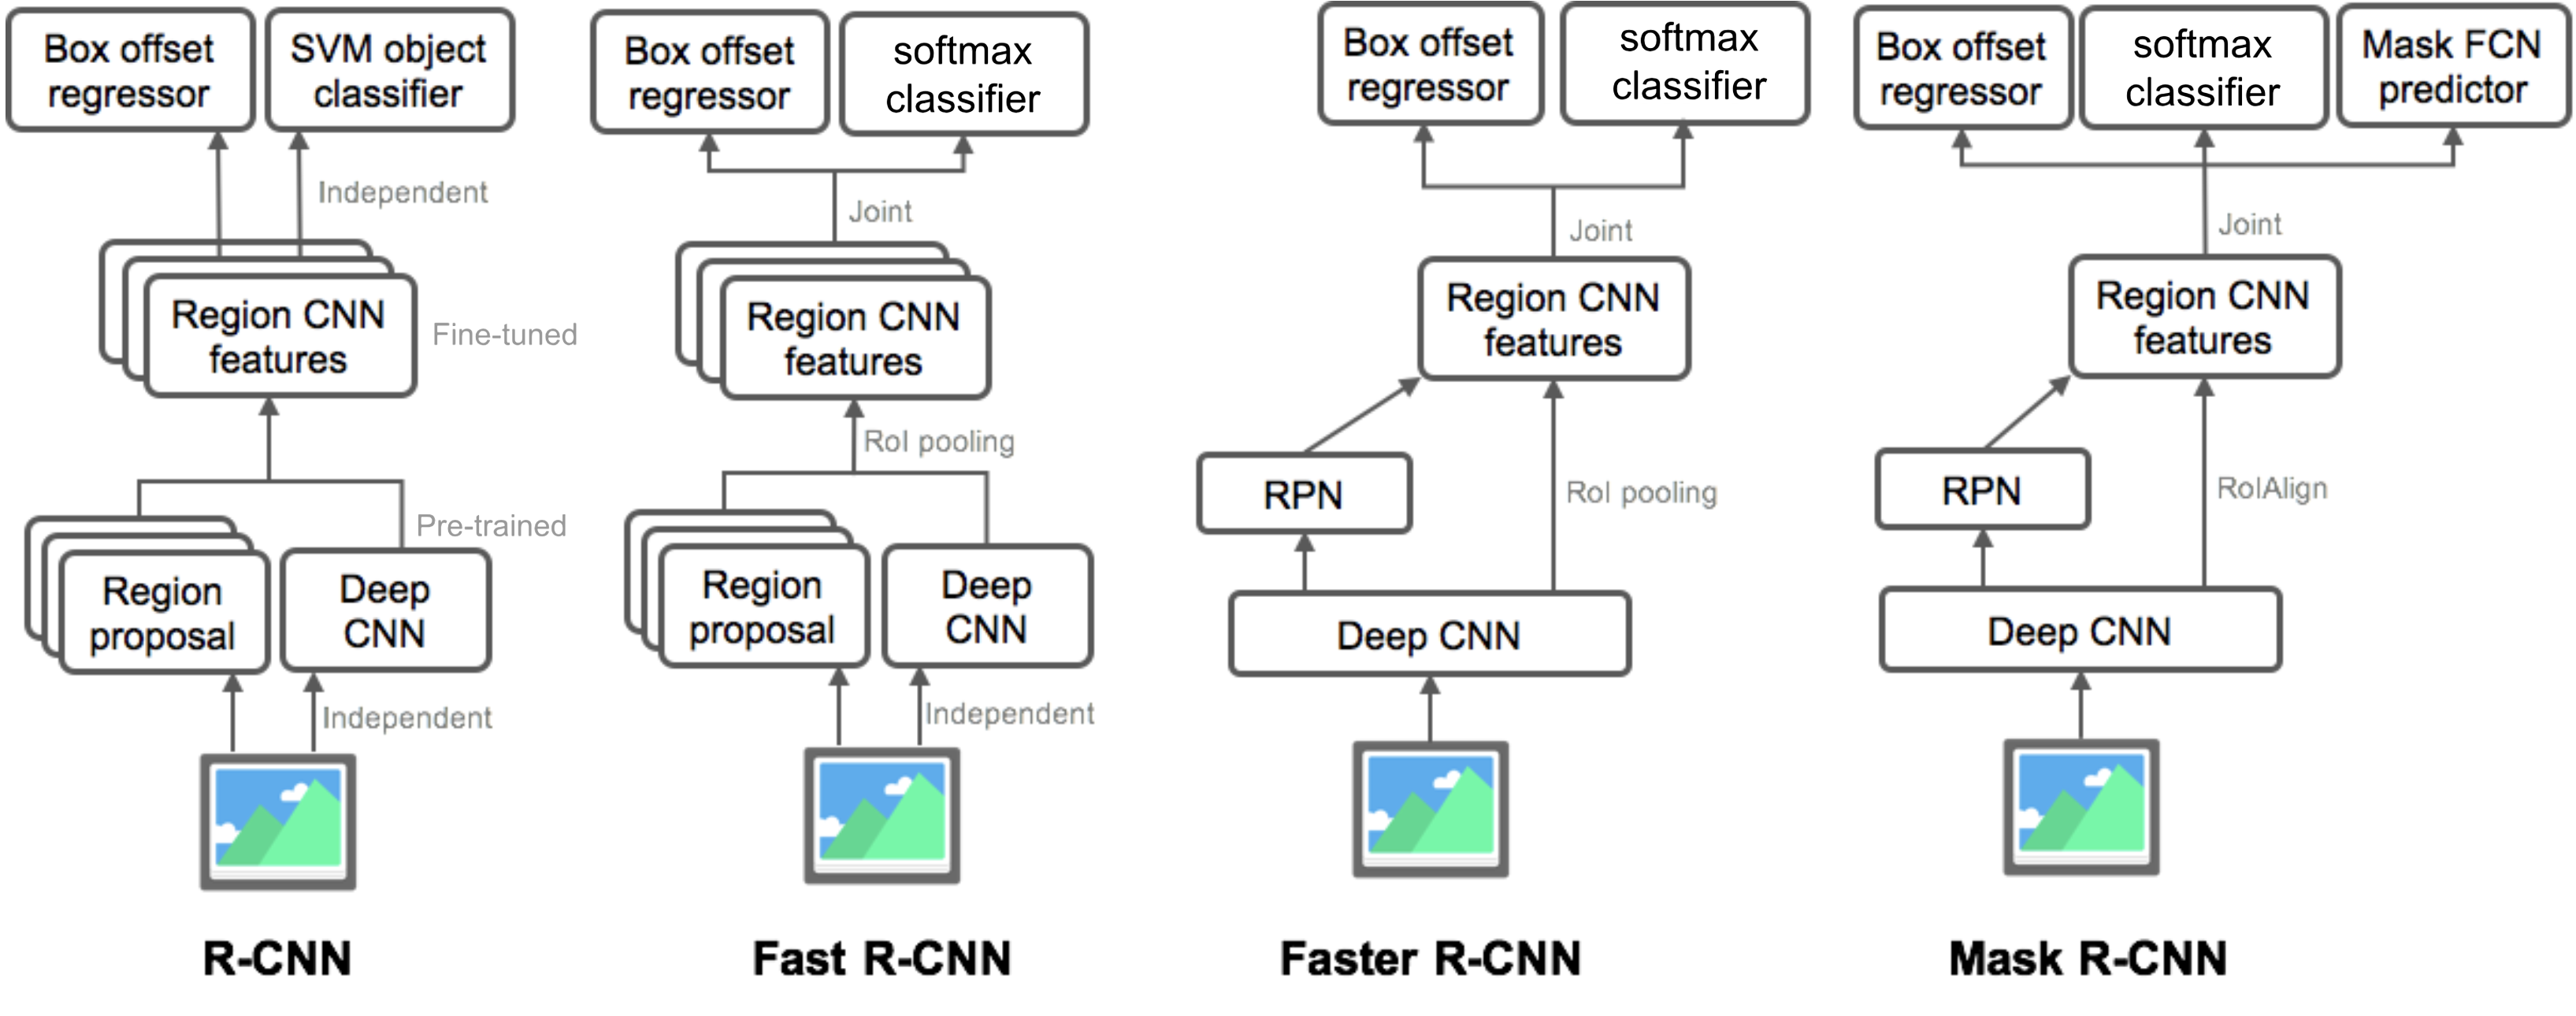 Box offset
regressor
SVM object
classifier
Independent
Region CNN
features
Fine-tuned
Pre-trained
Region
proposal
Deep
CNN
Independent
R-CNN
Box offset
regressor
softmax
classifier
Joint
Region CNN
features
RoI pooling
Region
proposal
Deep
CNN
Independent
Fast R-CNN
Box offset
regressor
softmax
classifier
Joint
Region CNN
features
RPN
RoI pooling
Deep CNN
Faster R-CNN
Box offset
regressor
softmax
classifier
Mask FCN
predictor
Joint
Region CNN
features
RPN
RoIAlign
Deep CNN
Mask R-CNN